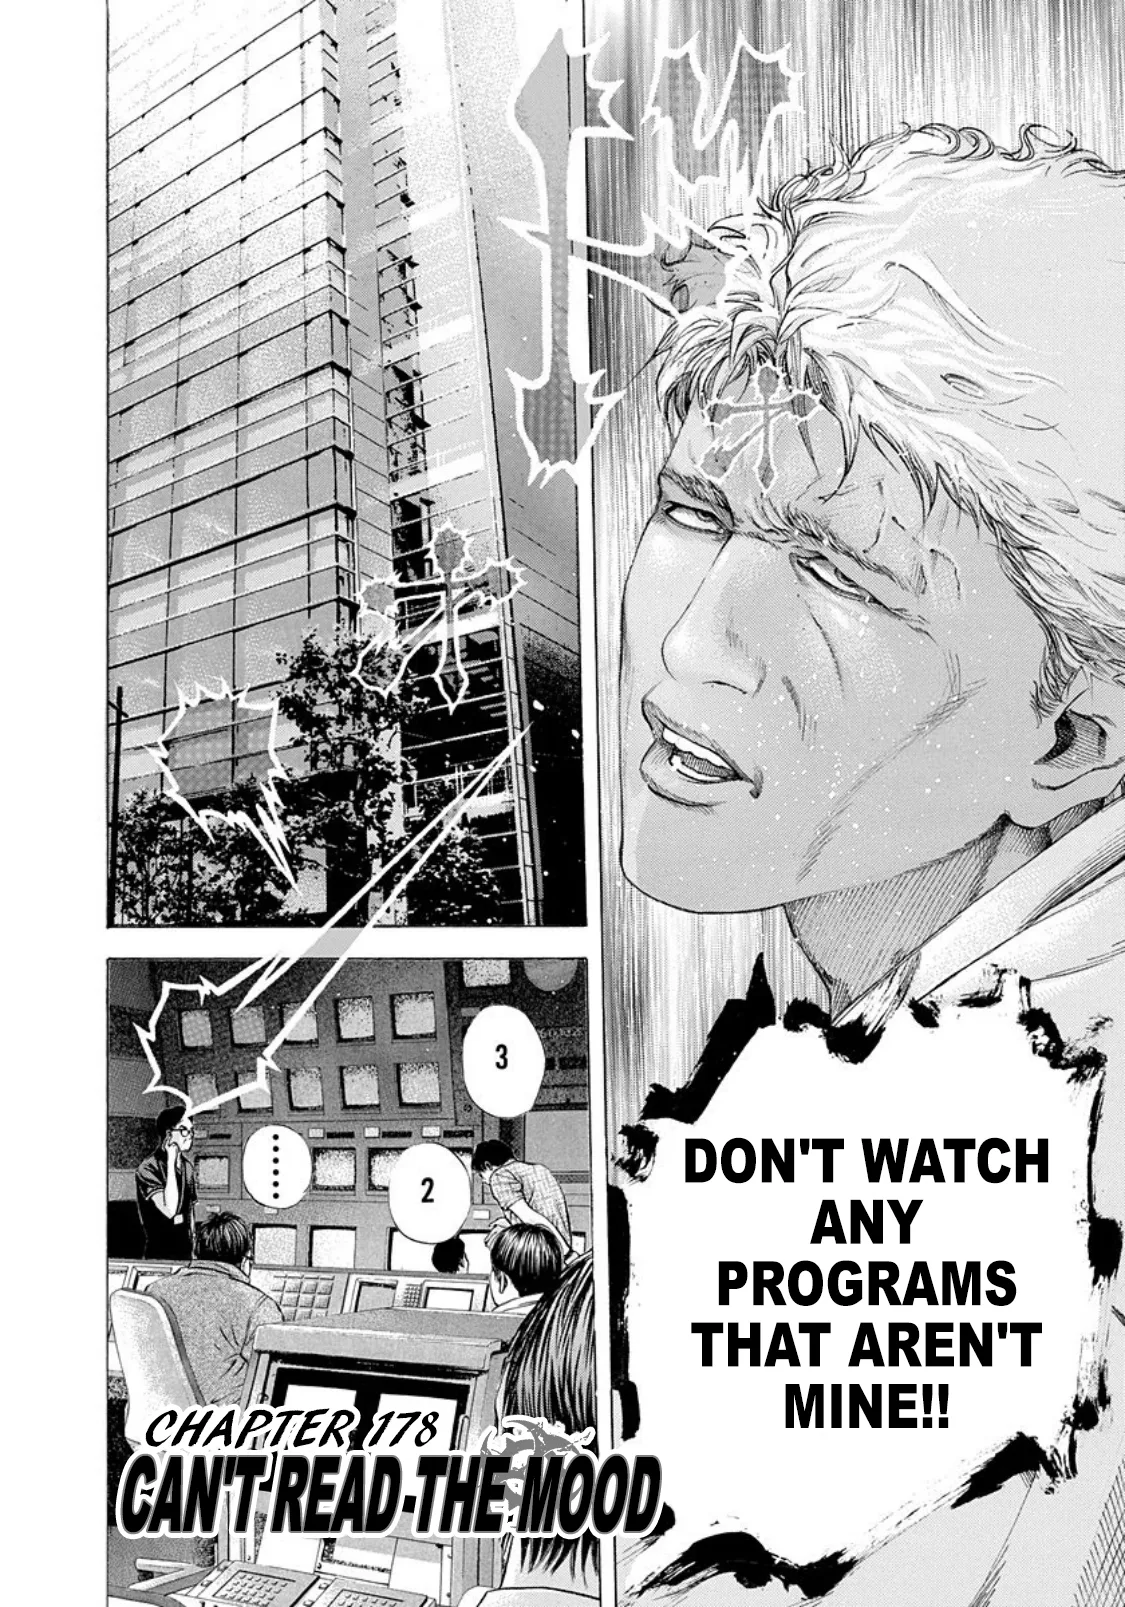 DON'T WATCH
ANY
PROGRAMS
THAT AREN'T
MINE!!
3
2
......
CHAPTER 178
CAN'T READ THE MOOD